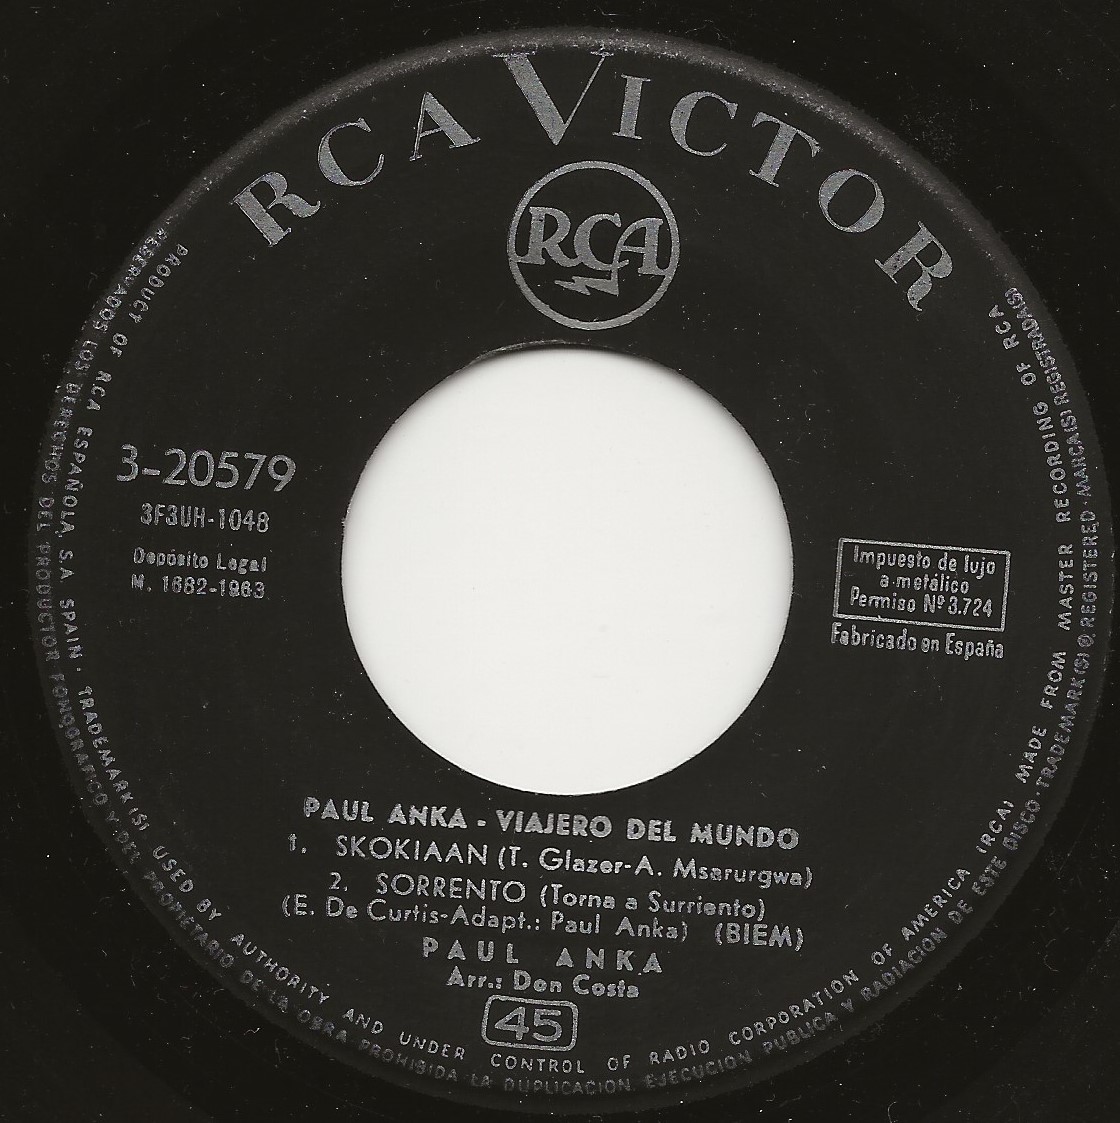 RCA VICTOR
RCA
3-20579
3F3UH-1048
Depósito Legal
M. 1682-1963
Impuesto de lujo
a metálico
Permiso Nº 3.724
Fabricado en España
PAUL ANKA - VIAJERO DEL MUNDO
1. SKOKIAAN (T. Glazer-A. Msarurgwa)
2. SORRENTO (Torna a Surriento)
(E. De Curtis-Adapt.: Paul Anka) (BIEM)
PAUL ANKA
Arr.: Don Costa
45
PRODUCT OF RCA ESPAÑOLA, S.A. SPAIN · TRADEMARK(S) USED BY AUTHORITY AND UNDER CONTROL OF RADIO CORPORATION OF AMERICA (RCA) MADE FROM MASTER RECORDING OF RCA
RESERVADOS LOS DERECHOS DEL PRODUCTOR FONOGRAFICO Y DEL PROPIETARIO DE LA OBRA PROHIBIDA LA DUPLICACION, EJECUCION PUBLICA Y RADIACION DE ESTE DISCO · TRADEMARK(S) ® REGISTERED · MARCA(S) REGISTRADA(S)